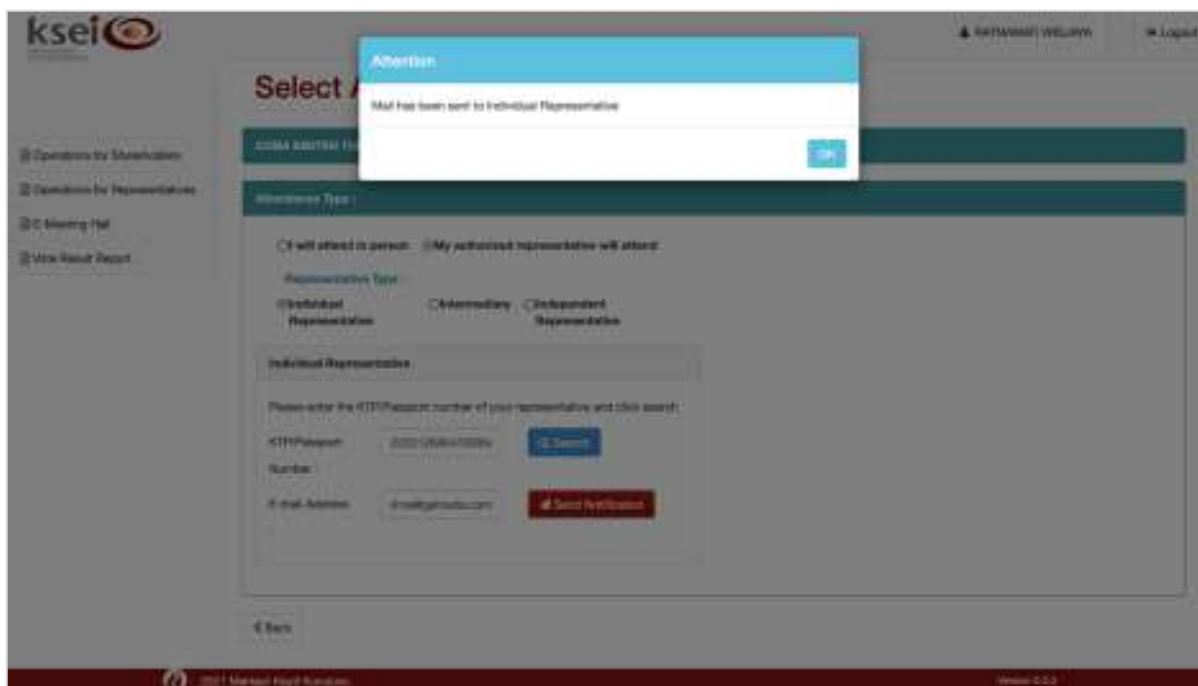 ksei
Logout
Attention
Select
Mail has been sent to Individual Representative
OK
Operations for Shareholders
Operations for Representatives
E-Meeting Hall
Vote Result Report
Attendance Type :
I will attend in person My authorized representative will attend
Representative Type :
Individual Representative
Intermediary
Independent Representative
Individual Representative
Please enter the KTP/Passport number of your representative and click search
KTP/Passport Number :
Search
E-mail Address :
Send Notification
Back
2021
Version